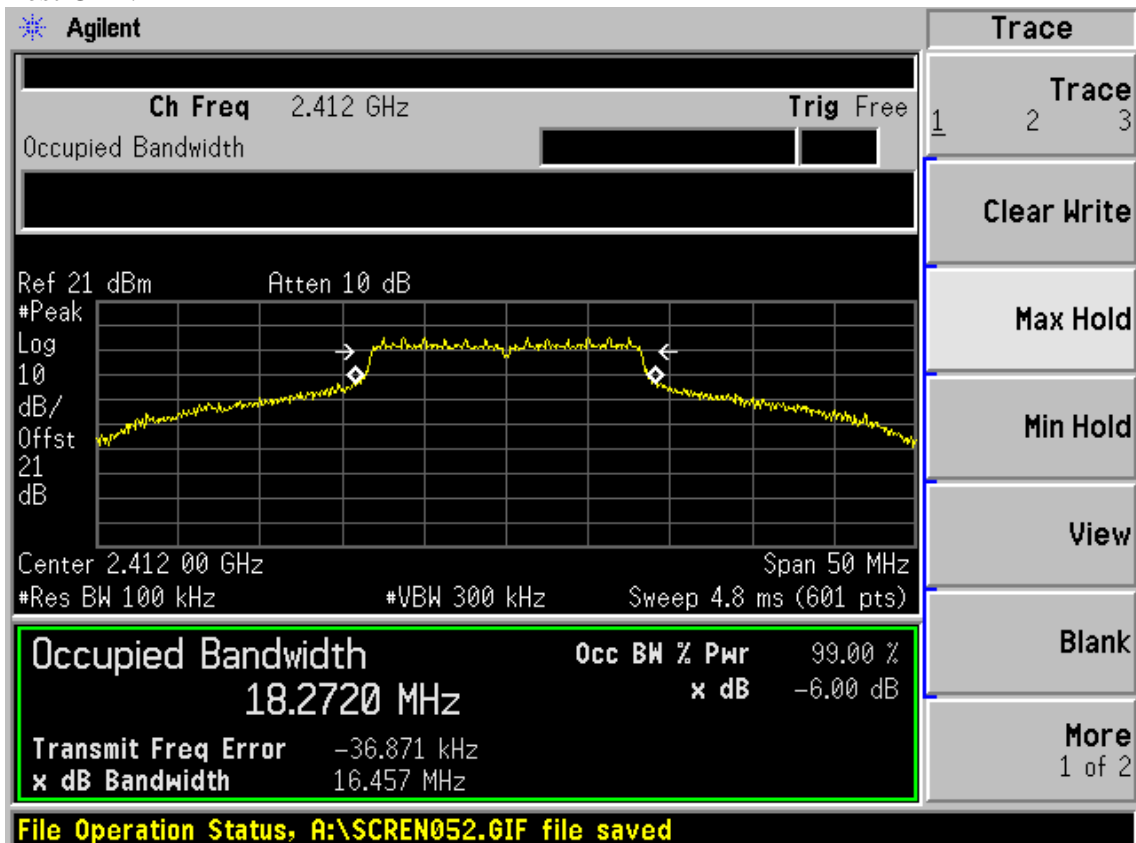 Agilent
Trace
Ch Freq 2.412 GHz Trig Free
Occupied Bandwidth
Trace
1 2 3
Clear Write
Max Hold
Min Hold
View
Blank
More
1 of 2
Ref 21 dBm Atten 10 dB
#Peak
Log
10
dB/
Offst
21
dB
Center 2.412 00 GHz Span 50 MHz
#Res BW 100 kHz #VBW 300 kHz Sweep 4.8 ms (601 pts)
Occupied Bandwidth
18.2720 MHz
Occ BW % Pwr 99.00 %
x dB -6.00 dB
Transmit Freq Error -36.871 kHz
x dB Bandwidth 16.457 MHz
File Operation Status, A:\SCREN052.GIF file saved